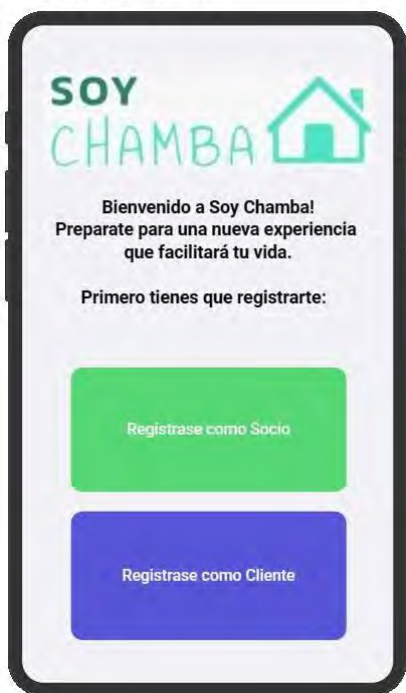 SOY
CHAMBA
Bienvenido a Soy Chamba!
Preparate para una nueva experiencia
que facilitará tu vida.
Primero tienes que registrarte:
Registrase como Socio
Registrase como Cliente